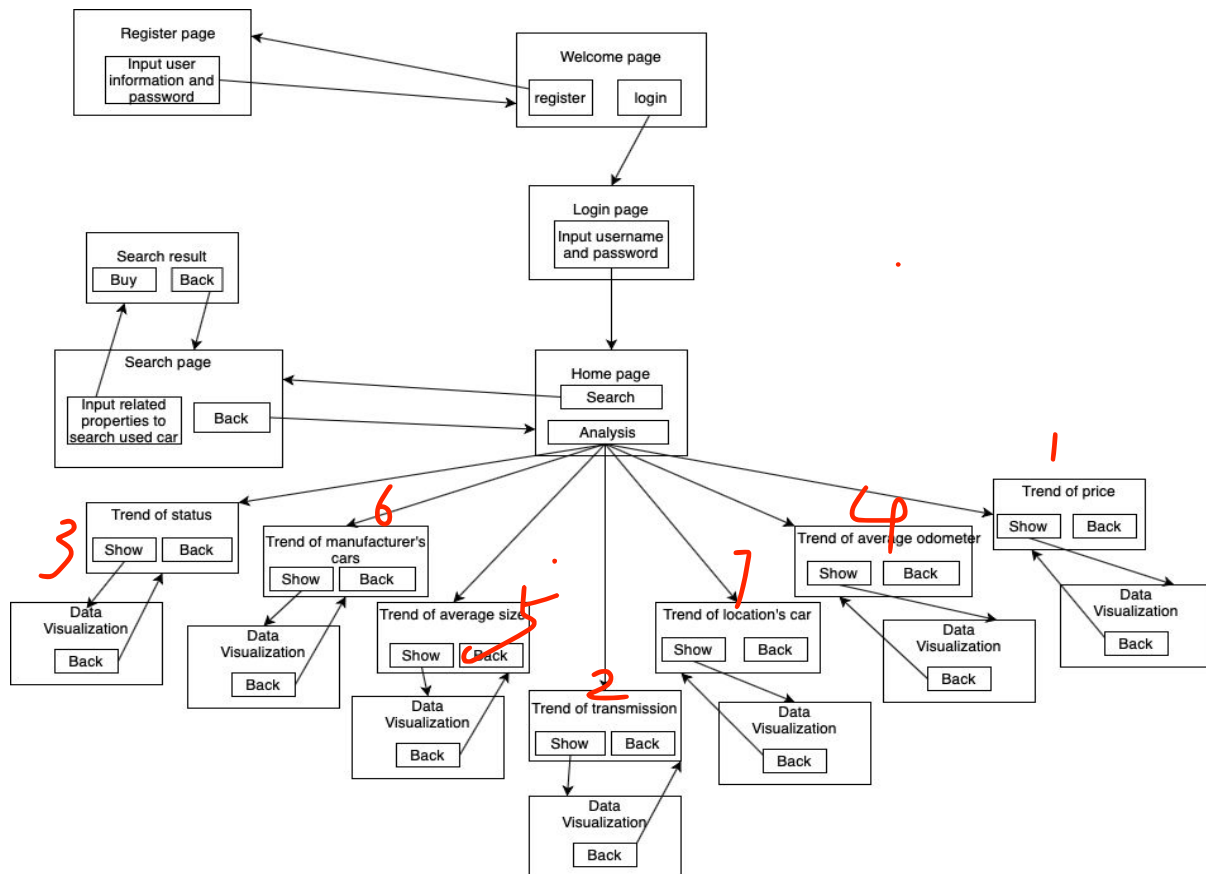 Register page
Input user
information and
password
Welcome page
register
login
Login page
Input username
and password
Search result
Buy
Back
Search page
Input related
properties to
search used car
Back
Home page
Search
Analysis
3
Trend of status
Show
Back
Data
Visualization
Back
6
Trend of manufacturer's
cars
Show
Back
Data
Visualization
Back
5
Trend of average size
Show
Back
Data
Visualization
Back
2
Trend of transmission
Show
Back
Data
Visualization
Back
7
Trend of location's car
Show
Back
Data
Visualization
Back
4
Trend of average odometer
Show
Back
Data
Visualization
Back
1
Trend of price
Show
Back
Data
Visualization
Back